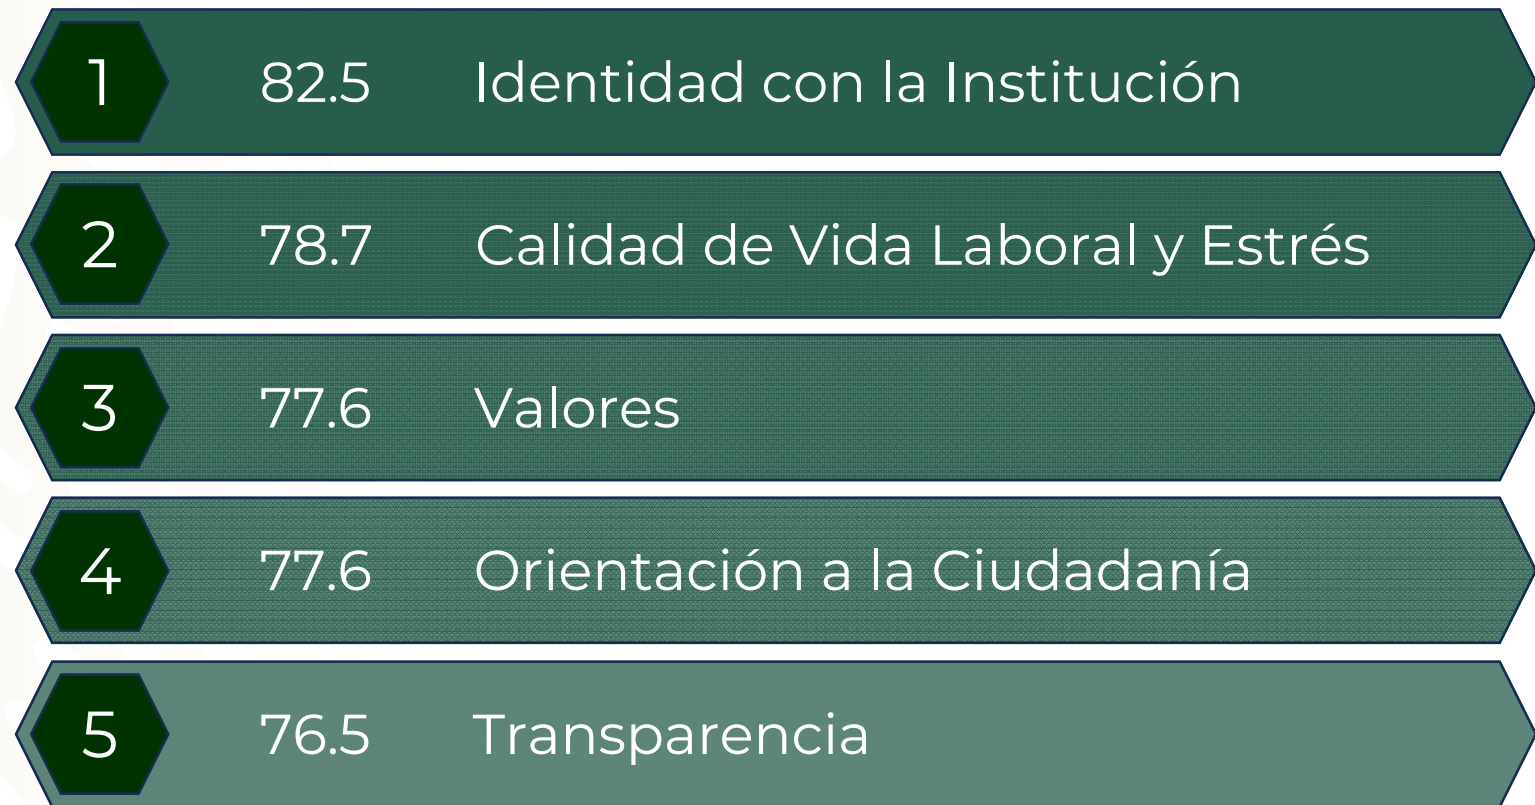 1 82.5 Identidad con la Institución
2 78.7 Calidad de Vida Laboral y Estrés
3 77.6 Valores
4 77.6 Orientación a la Ciudadanía
5 76.5 Transparencia